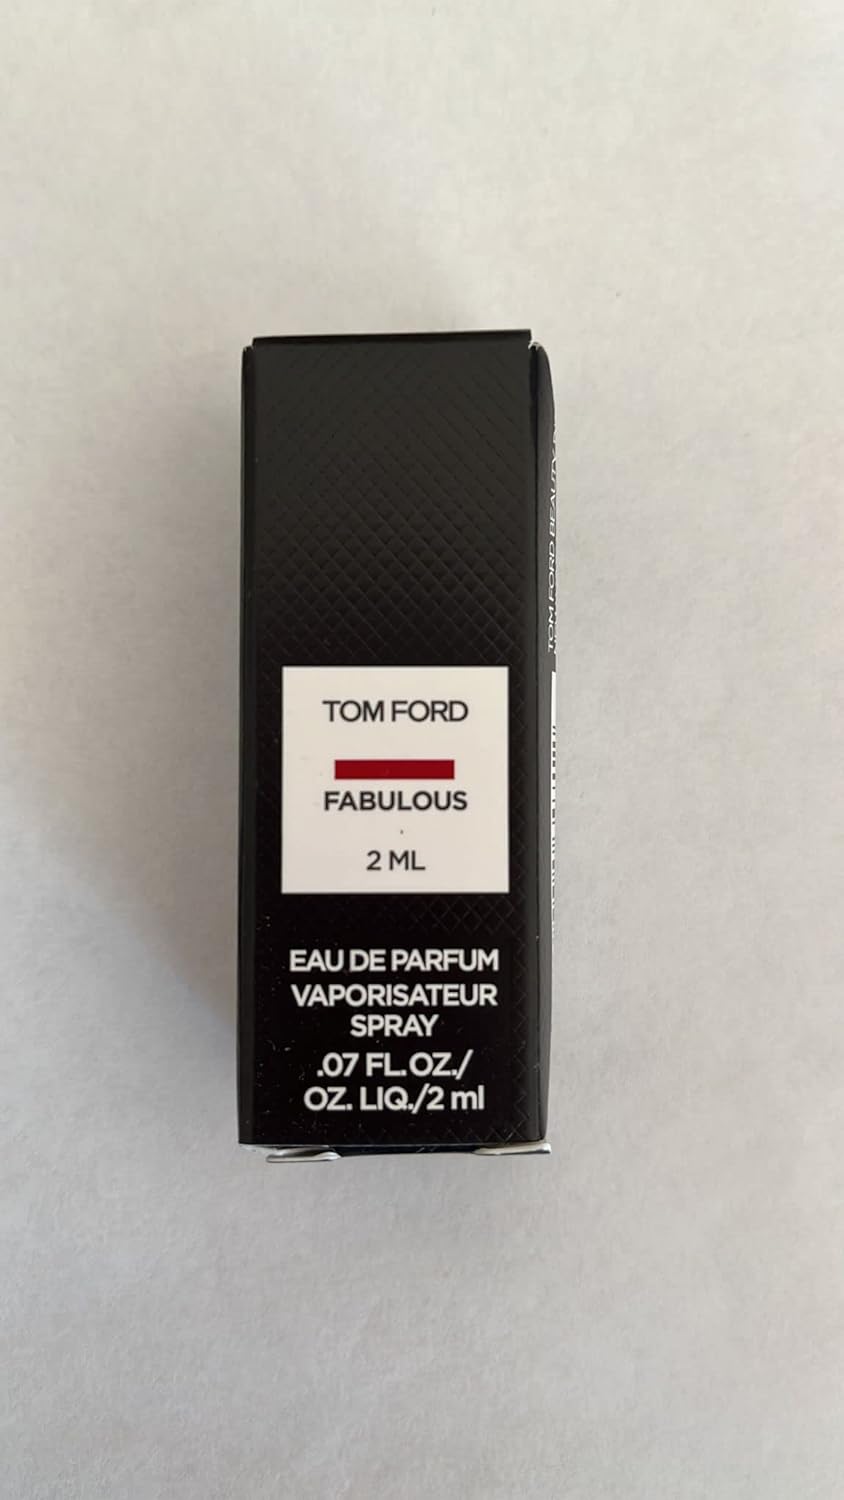 TOM FORD
FABULOUS
2 ML
EAU DE PARFUM
VAPORISATEUR
SPRAY
.07 FL.OZ./
OZ. LIQ./2 ml
TOM FORD BEAUTY